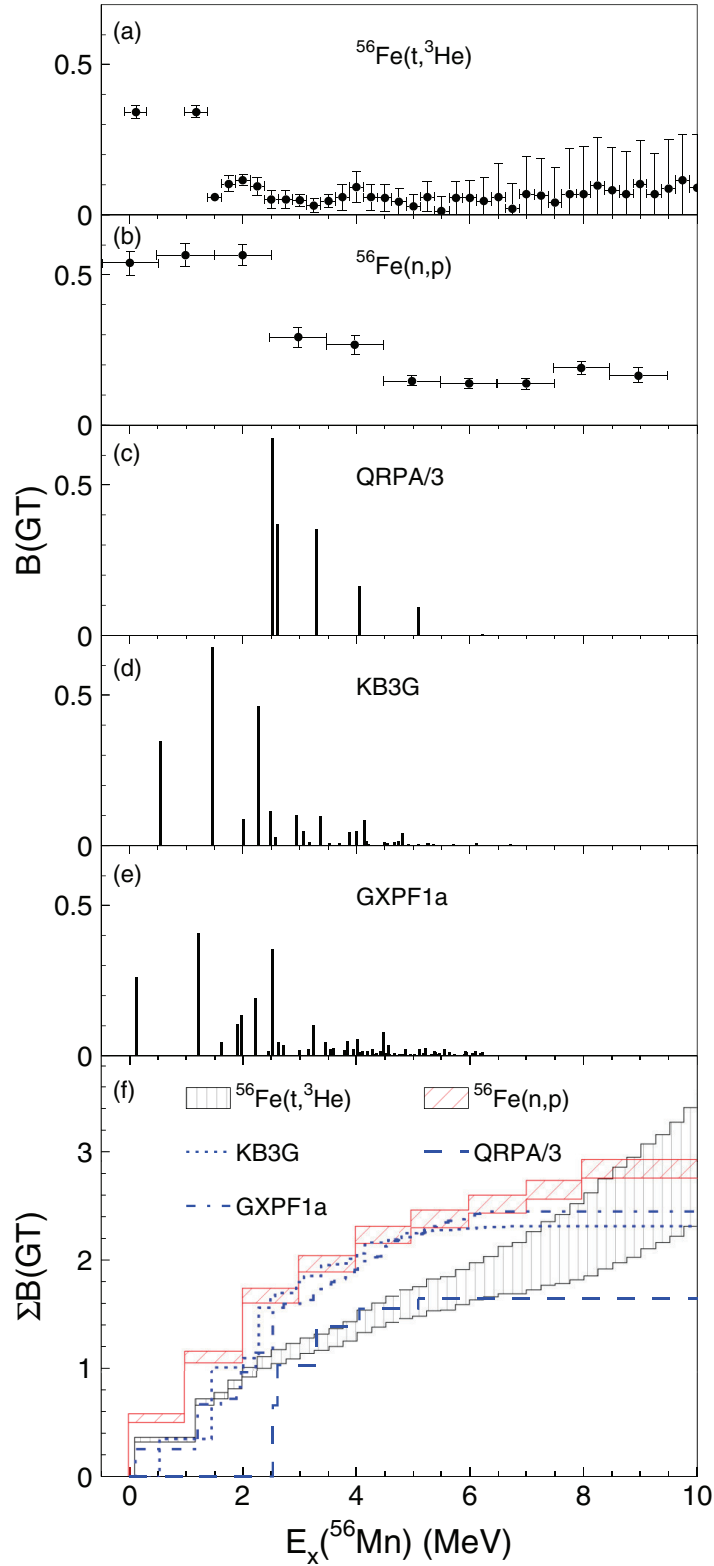 (a)
⁵⁶Fe(t,³He)
0.5
0
(b)
⁵⁶Fe(n,p)
0.5
0
(c)
QRPA/3
0.5
0
B(GT)
(d)
KB3G
0.5
0
(e)
GXPF1a
0.5
0
(f)
⁵⁶Fe(t,³He)
⁵⁶Fe(n,p)
KB3G
QRPA/3
GXPF1a
3
2
1
0
ΣB(GT)
0 2 4 6 8 10
Eₓ(⁵⁶Mn) (MeV)